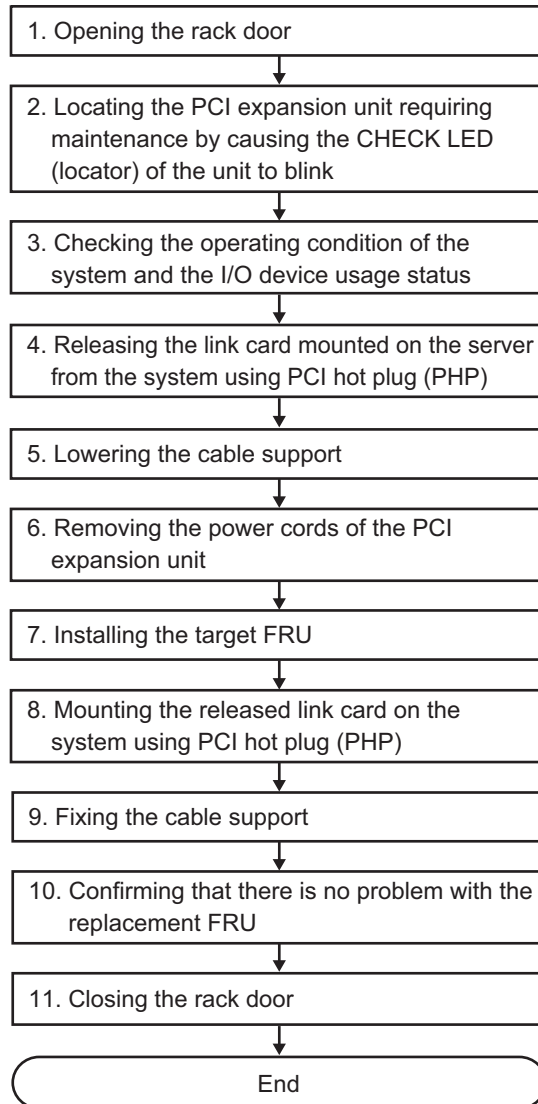 1. Opening the rack door
2. Locating the PCI expansion unit requiring
maintenance by causing the CHECK LED
(locator) of the unit to blink
3. Checking the operating condition of the
system and the I/O device usage status
4. Releasing the link card mounted on the server
from the system using PCI hot plug (PHP)
5. Lowering the cable support
6. Removing the power cords of the PCI
expansion unit
7. Installing the target FRU
8. Mounting the released link card on the
system using PCI hot plug (PHP)
9. Fixing the cable support
10. Confirming that there is no problem with the
replacement FRU
11. Closing the rack door
End